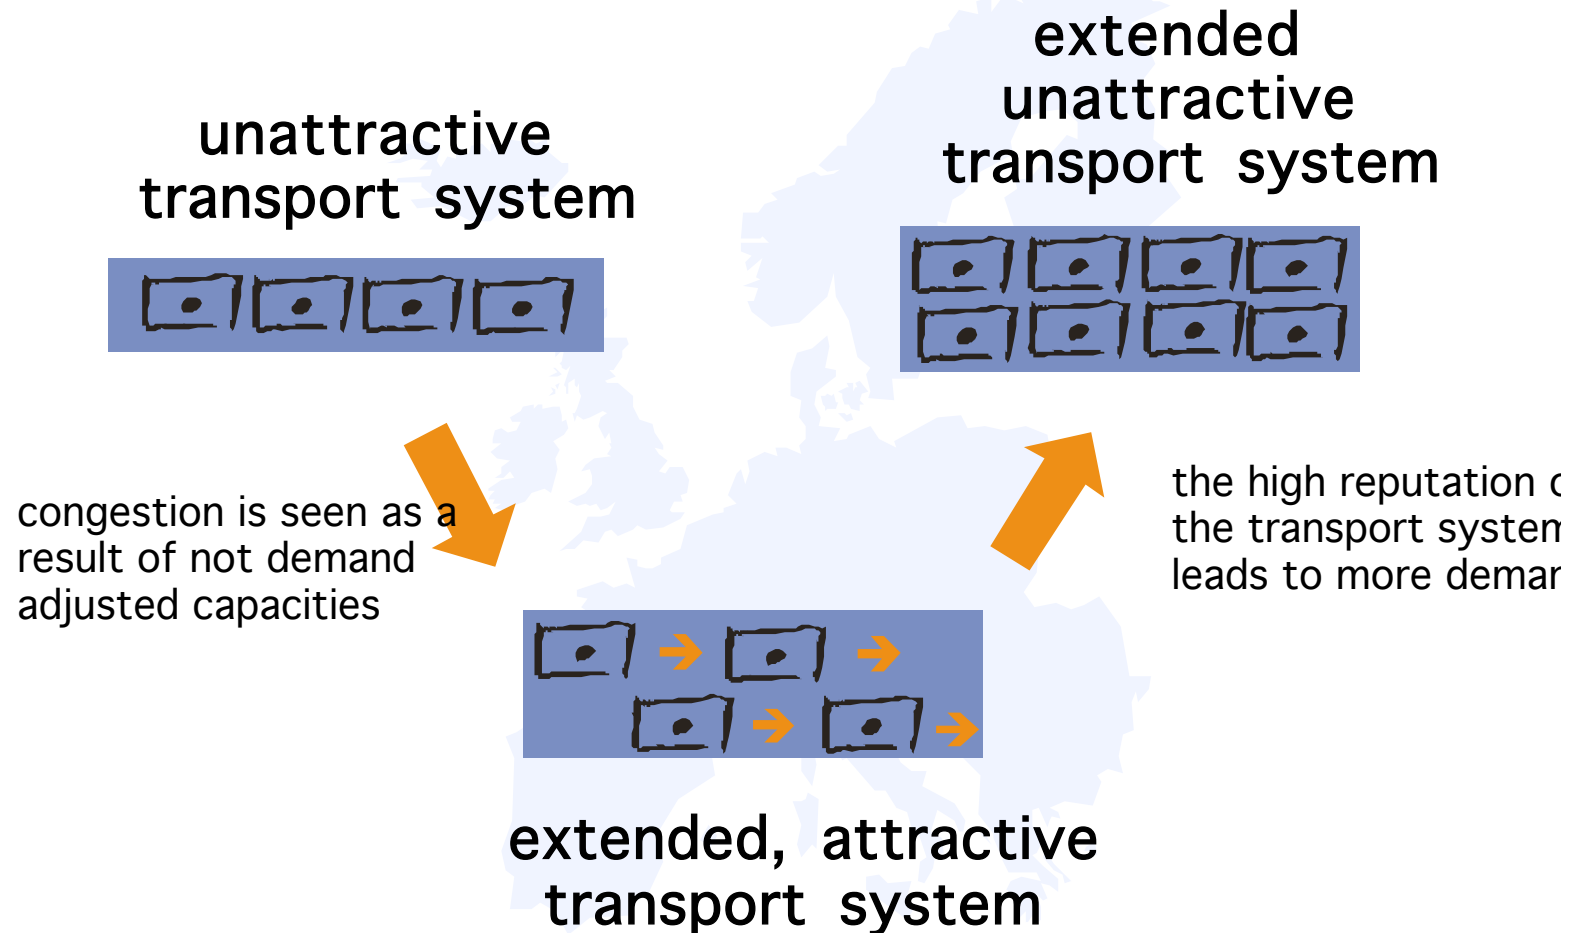 unattractive
transport system
extended
unattractive
transport system
congestion is seen as a
result of not demand
adjusted capacities
the high reputation
the transport system
leads to more
extended, attractive
transport system